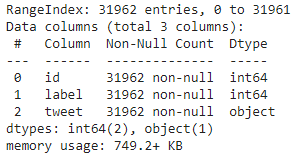 RangeIndex: 31962 entries, 0 to 31961
Data columns (total 3 columns):
 #   Column  Non-Null Count  Dtype
---  ------  --------------  -----
 0   id      31962 non-null  int64
 1   label   31962 non-null  int64
 2   tweet   31962 non-null  object
dtypes: int64(2), object(1)
memory usage: 749.2+ KB